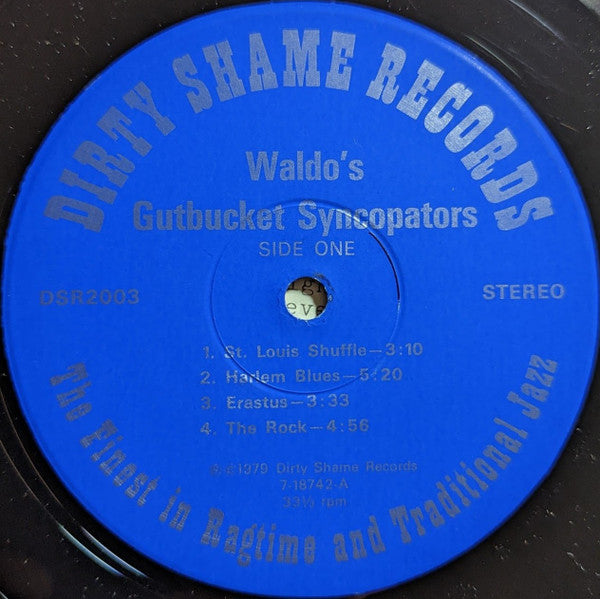 DIRTY SHAME RECORDS
Waldo's
Gutbucket Syncopators
SIDE ONE
DSR2003
STEREO
1. St. Louis Shuffle—3:10
2. Harlem Blues—5:20
3. Erastus—3:33
4. The Rock—4:56
℗ ©1979 Dirty Shame Records
7-18742-A
33⅓ rpm
The Finest in Ragtime and Traditional Jazz